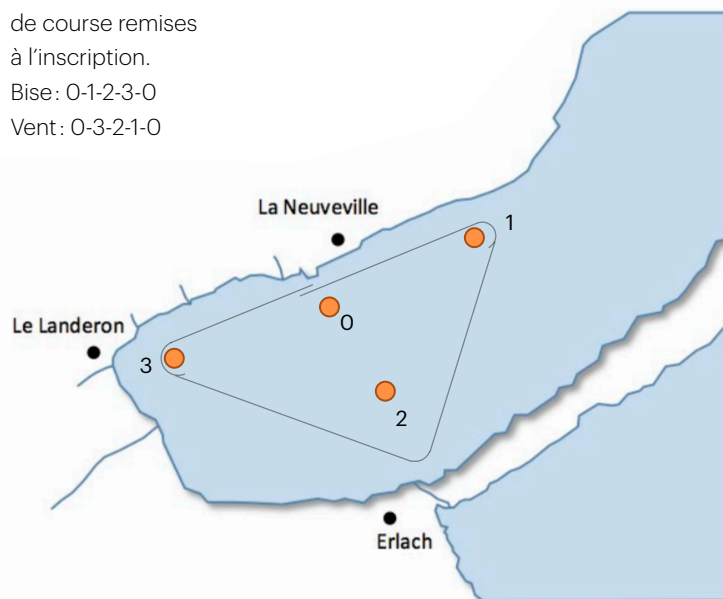 de course remises
à l'inscription.
Bise: 0-1-2-3-0
Vent: 0-3-2-1-0
La Neuveville
1
0
Le Landeron
3
2
Erlach